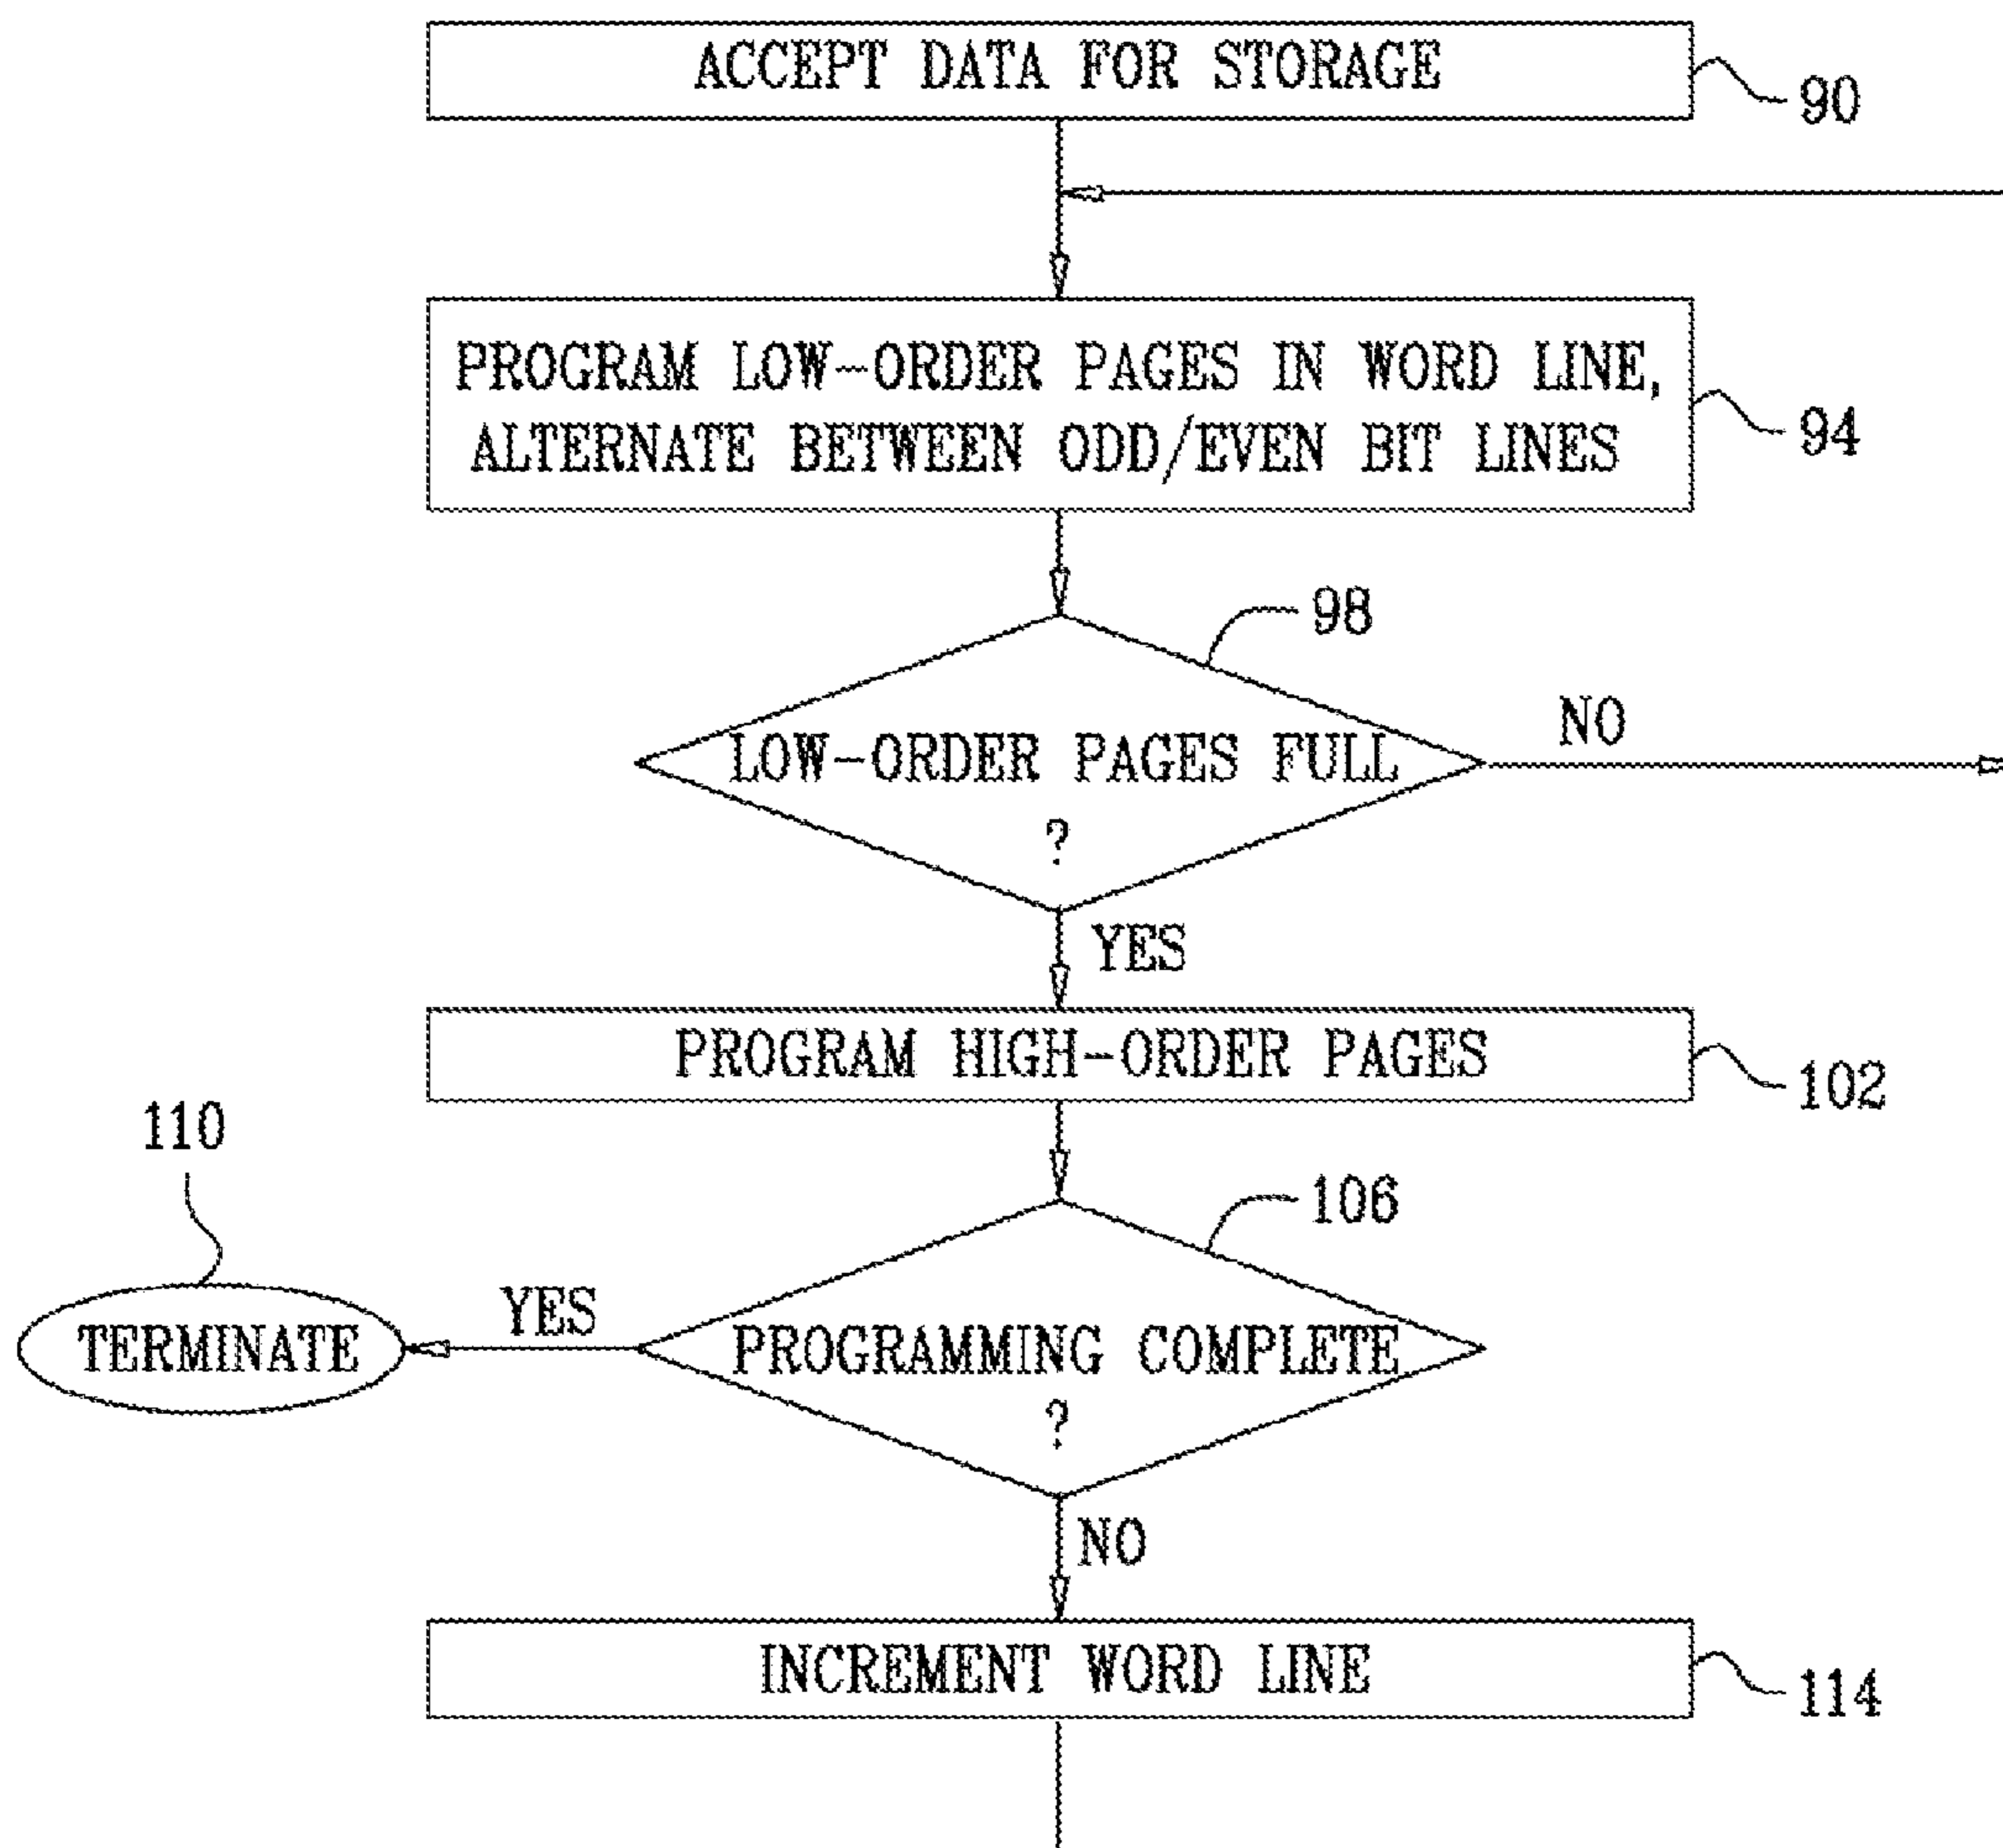 ACCEPT DATA FOR STORAGE
90
PROGRAM LOW-ORDER PAGES IN WORD LINE,
ALTERNATE BETWEEN ODD/EVEN BIT LINES
94
98
LOW-ORDER PAGES FULL
?
NO
YES
PROGRAM HIGH-ORDER PAGES
102
110
106
TERMINATE
YES
PROGRAMMING COMPLETE
?
NO
INCREMENT WORD LINE
114